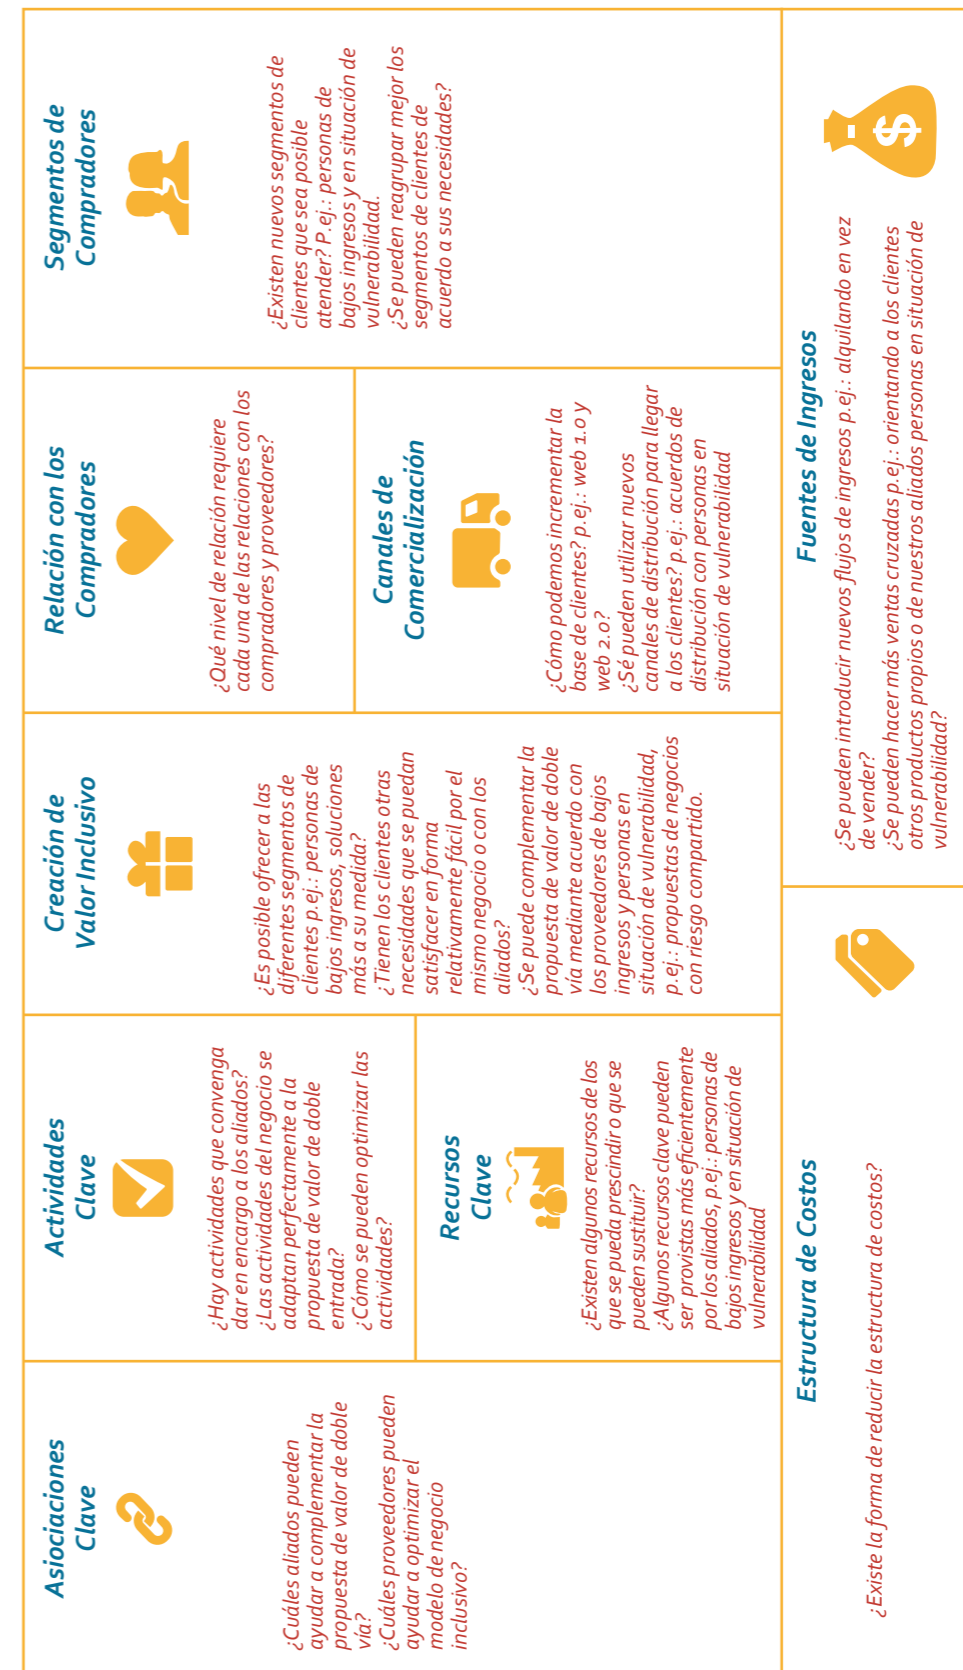 Asiociaciones
Clave
¿Cuáles aliados pueden
ayudar a complementar la
propuesta de valor de doble
vía?
¿Cuáles proveedores pueden
ayudar a optimizar el
modelo de negocio
inclusivo?
Actividades
Clave
¿Hay actividades que convenga
dar en encargo a los aliados?
¿Las actividades del negocio se
adaptan perfectamente a la
propuesta de valor de doble
entrada?
¿Cómo se pueden optimizar las
actividades?
Recursos
Clave
¿Existen algunos recursos de los
que se pueda prescindir o que se
pueden sustituir?
¿Algunos recursos clave pueden
ser provistas más eficientemente
por los aliados, p.ej.: personas de
bajos ingresos y en situación de
vulnerabilidad
Creación de
Valor Inclusivo
¿Es posible ofrecer a las
diferentes segmentos de
clientes p.ej.: personas de
bajos ingresos, soluciones
más a su medida?
¿Tienen los clientes otras
necesidades que se puedan
satisfacer en forma
relativamente fácil por el
mismo negocio o con los
aliados?
¿Se puede complementar la
propuesta de valor de doble
vía mediante acuerdo con
los proveedores de bajos
ingresos y personas en
situación de vulnerabilidad,
p.ej.: propuestas de negocios
con riesgo compartido.
Relación con los
Compradores
¿Qué nivel de relación requiere
cada una de las relaciones con los
compradores y provedores?
Canales de
Comercialización
¿Cómo podemos incrementar la
base de clientes? p.ej.: web 1.0 y
web 2.0?
¿Sé pueden utilizar nuevos
canales de distribución para llegar
a los clientes? p.ej.: acuerdos de
distribución con personas en
situación de vulnerabilidad
Segmentos de
Compradores
¿Existen nuevos segmentos de
clientes que sea posible
atender? P.ej.: personas de
bajos ingresos y en situación de
vulnerabilidad.
¿Se pueden reagrupar mejor los
segmentos de clientes de
acuerdo a sus necesidades?
Estructura de Costos
¿Existe la forma de reducir la estructura de costos?
Fuentes de Ingresos
¿Se pueden introducir nuevos flujos de ingresos p.ej.: alquilando en vez
de vender?
¿Se pueden hacer más ventas cruzadas p.ej.: orientando a los clientes
otros productos propios o de nuestros aliados personas en situación de
vulnerabilidad?
$